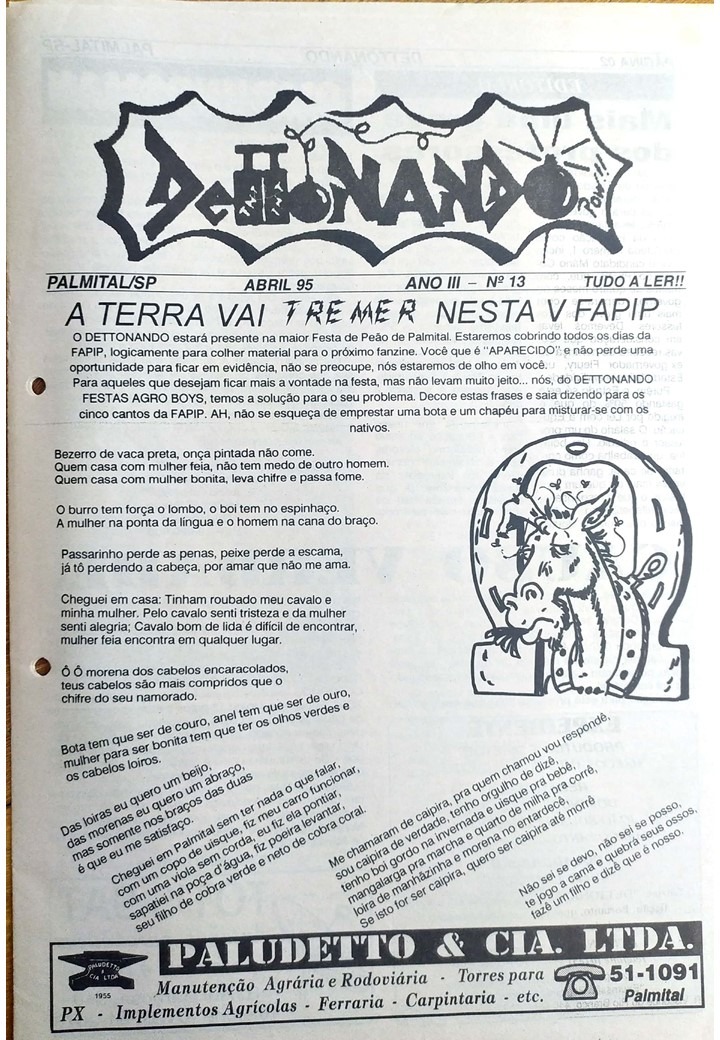 DETTONANDO
POW!!!
PALMITAL/SP ABRIL 95 ANO III - Nº 13 TUDO A LER!!
A TERRA VAI TREMER NESTA V FAPIP
O DETTONANDO estará presente na maior Festa de Peão de Palmital. Estaremos cobrindo todos os dias da
FAPIP, logicamente para colher material para o próximo fanzine. Você que é "APARECIDO", e não perde uma
oportunidade para ficar em evidência, não se preocupe, nós estaremos de olho em você.
Para aqueles que desejam ficar mais a vontade na festa, mas não levam muito jeito... nós, do DETTONANDO
FESTAS AGRO BOYS, temos a solução para o seu problema. Decore estas frases e saia dizendo para os
cinco cantos da FAPIP. AH, não se esqueça de emprestar uma bota e um chapéu para misturar-se com os
nativos.
Bezerro de vaca preta, onça pintada não come.
Quem casa com mulher feia, não tem medo de outro homem.
Quem casa com mulher bonita, leva chifre e passa fome.
O burro tem força o lombo, o boi tem no espinhaço.
A mulher na ponta da língua e o homem na cana do braço.
Passarinho perde as penas, peixe perde a escama,
já tô perdendo a cabeça, por amar que não me ama.
Cheguei em casa: Tinham roubado meu cavalo e
minha mulher. Pelo cavalo senti tristeza e da mulher
senti alegria; Cavalo bom de lida é difícil de encontrar,
mulher feia encontra em qualquer lugar.
Ô Ô morena dos cabelos encaracolados,
teus cabelos são mais compridos que o
chifre do seu namorado.
Bota tem que ser de couro, anel tem que ser de ouro,
mulher para ser bonita tem que ter os olhos verdes e
os cabelos loiros.
Das loiras eu quero um beijo,
das morenas eu quero um abraço,
mas somente nos braços das duas
é que eu me satisfaço.
Cheguei em Palmital sem ter nada o que falar,
com um copo de uisque, fiz meu carro funcionar,
com uma viola sem corda, eu fiz ela pontiar,
sapatiei na poça d'água, fiz poeira levantar,
seu filho de cobra verde e neto de cobra coral.
Me chamaram de caipira, pra quem chamou vou respondê,
sou caipira de verdade, tenho orgulho de dizê,
tenho boi gordo na invernada e uisque pra bebê,
mangalarga pra marcha e quarto de milha pra corrê,
loira de manhãzinha e morena no entardecê,
Se isto for ser caipira, quero ser caipira até morrê
Não sei se devo, não sei se posso,
te jogo a cama e quebrá seus ossos,
fazê um filho e dizê que é nosso.
PALUDETTO & CIA LTDA
1955
PALUDETTO & CIA. LTDA.
Manutenção Agrária e Rodoviária - Torres para
PX - Implementos Agrícolas - Ferraria - Carpintaria - etc.
51-1091
Palmital